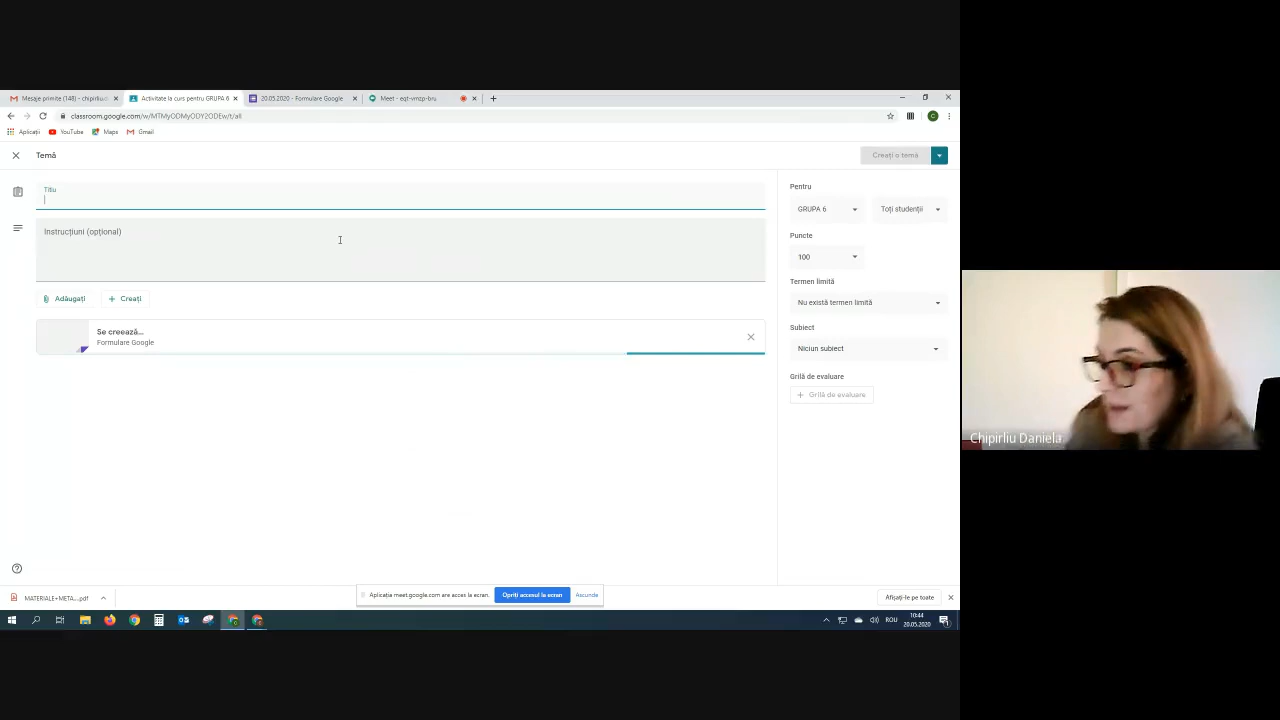 Mesaje primite (148) - chipirliu
Activitate la curs pentru GRUPA 6
20.05.2020 - Formulare Google
Meet - eqt-vmzp-bru
classroom.google.com/w/MTMyODMyODY2ODEw/t/all
Aplicații
YouTube
Maps
Gmail
Temă
Creați o temă
Titlu
Instrucțiuni (opțional)
Adăugați
Creați
Se creează...
Formulare Google
Pentru
GRUPA 6
Toți studenții
Puncte
100
Termen limită
Nu există termen limită
Subiect
Niciun subiect
Grilă de evaluare
Grilă de evaluare
Chipirliu Daniela
MATERIALE+META....pdf
Aplicația meet.google.com are acces la ecran.
Opriți accesul la ecran
Ascunde
Afișați-le pe toate
ROU
10:44
20.05.2020